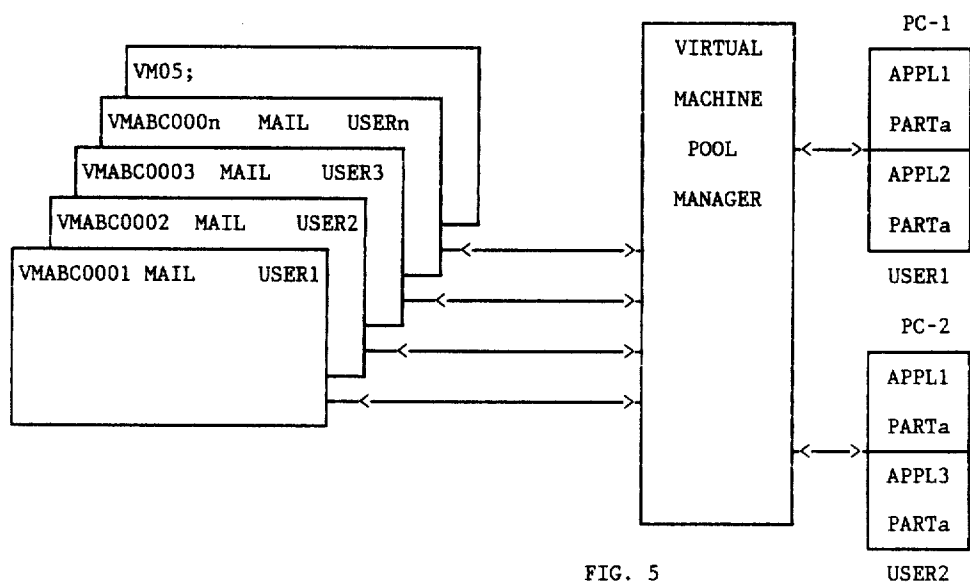 VM05;
VMABC000n MAIL USERn
VMABC0003 MAIL USER3
VMABC0002 MAIL USER2
VMABC0001 MAIL USER1
VIRTUAL
MACHINE
POOL
MANAGER
PC-1
APPL1
PARTa
APPL2
PARTa
USER1
PC-2
APPL1
PARTa
APPL3
PARTa
USER2
FIG. 5